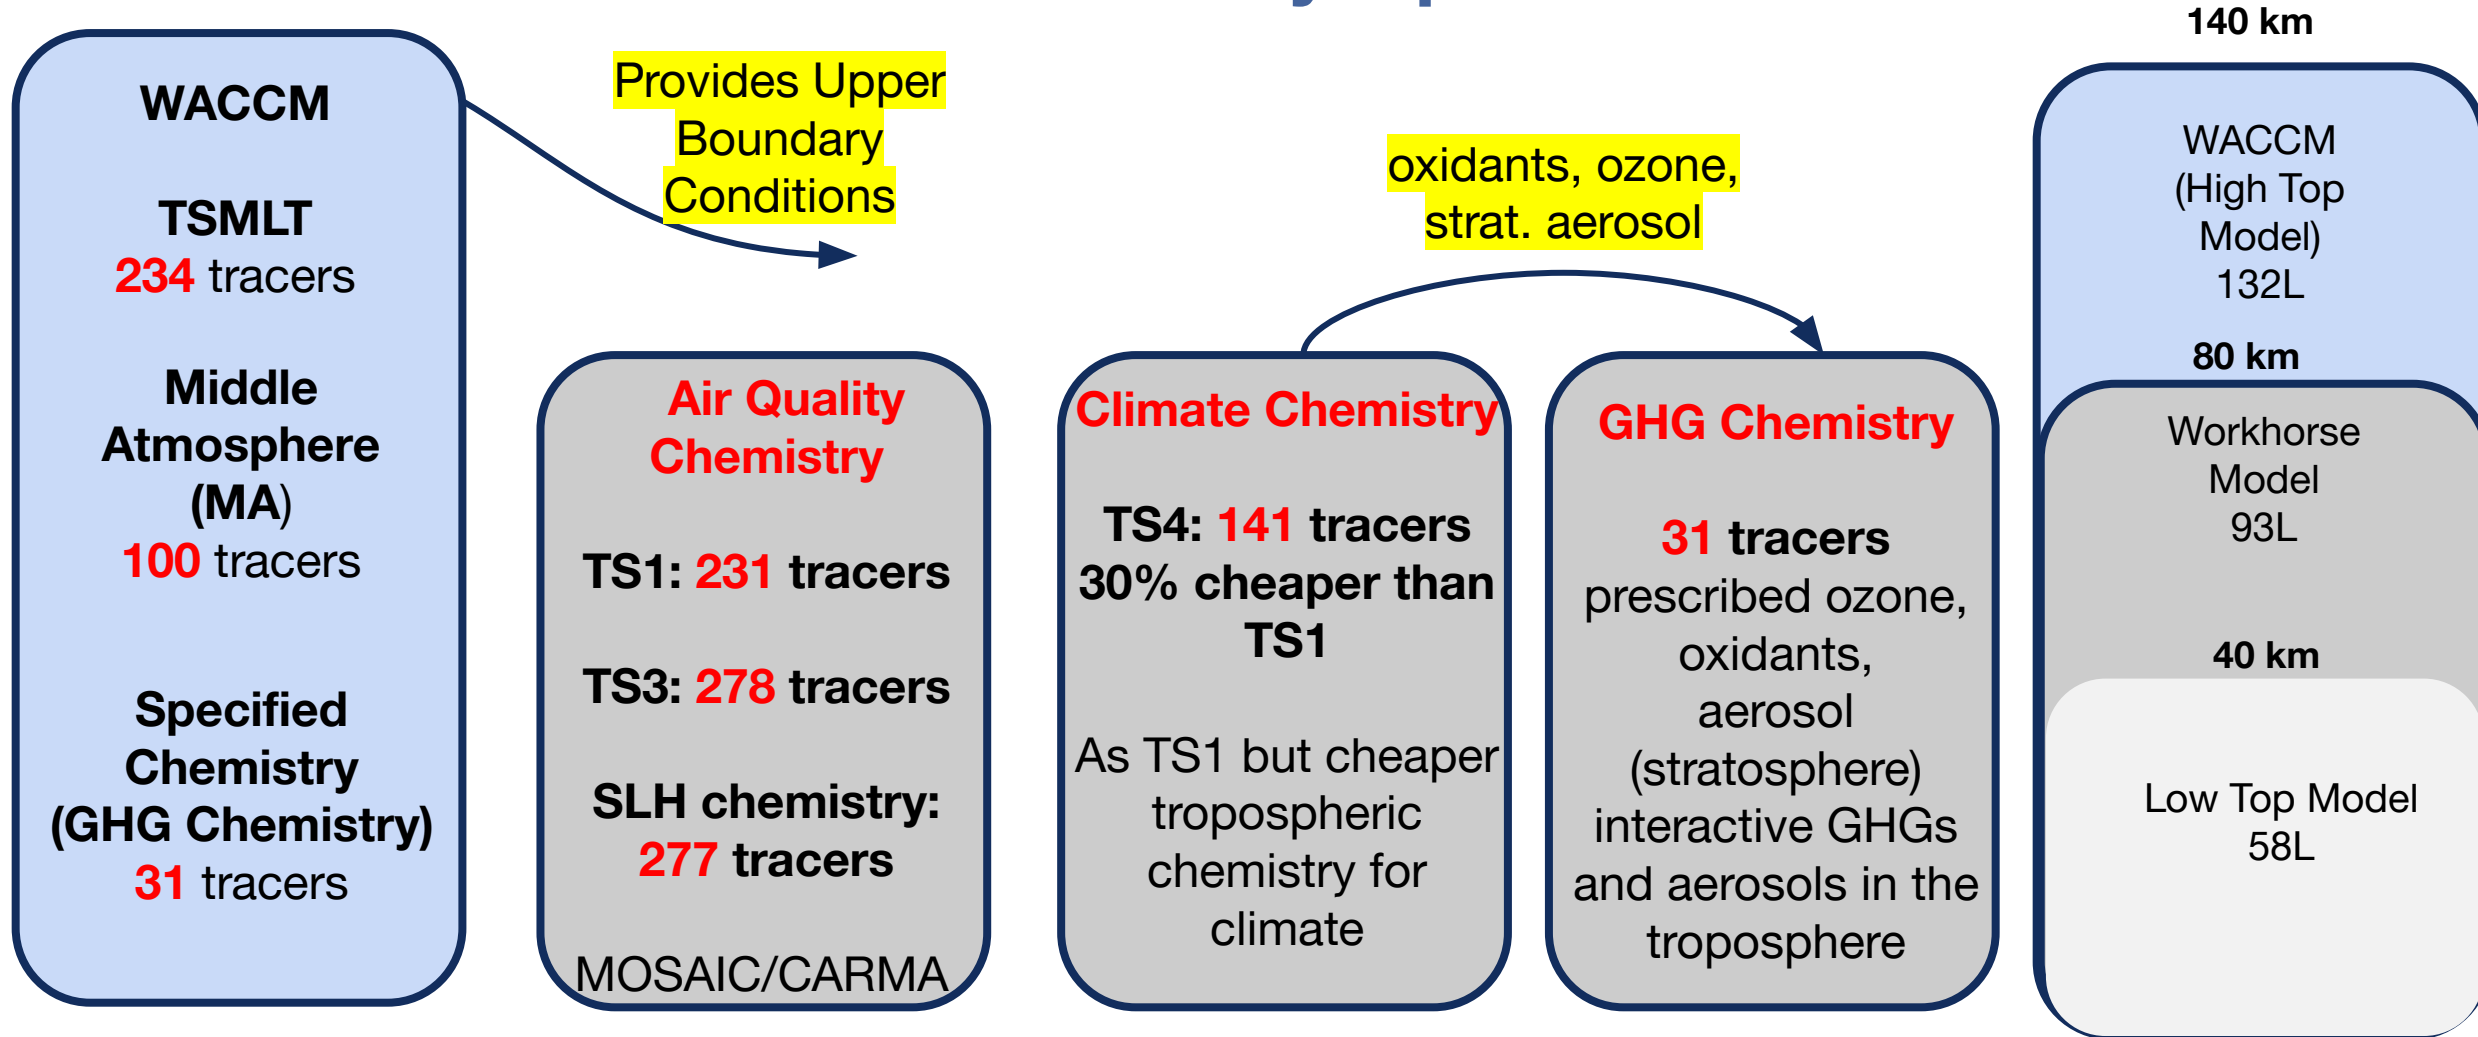 WACCM
TSMLT
234 tracers
Middle
Atmosphere
(MA)
100 tracers
Specified
Chemistry
(GHG Chemistry)
31 tracers
Provides Upper
Boundary
Conditions
Air Quality
Chemistry
TS1: 231 tracers
TS3: 278 tracers
SLH chemistry:
277 tracers
MOSAIC/CARMA
oxidants, ozone,
strat. aerosol
Climate Chemistry
TS4: 141 tracers
30% cheaper than
TS1
As TS1 but cheaper
tropospheric
chemistry for
climate
GHG Chemistry
31 tracers
prescribed ozone,
oxidants,
aerosol
(stratosphere)
interactive GHGs
and aerosols in the
troposphere
140 km
WACCM
(High Top
Model)
132L
80 km
Workhorse
Model
93L
40 km
Low Top Model
58L